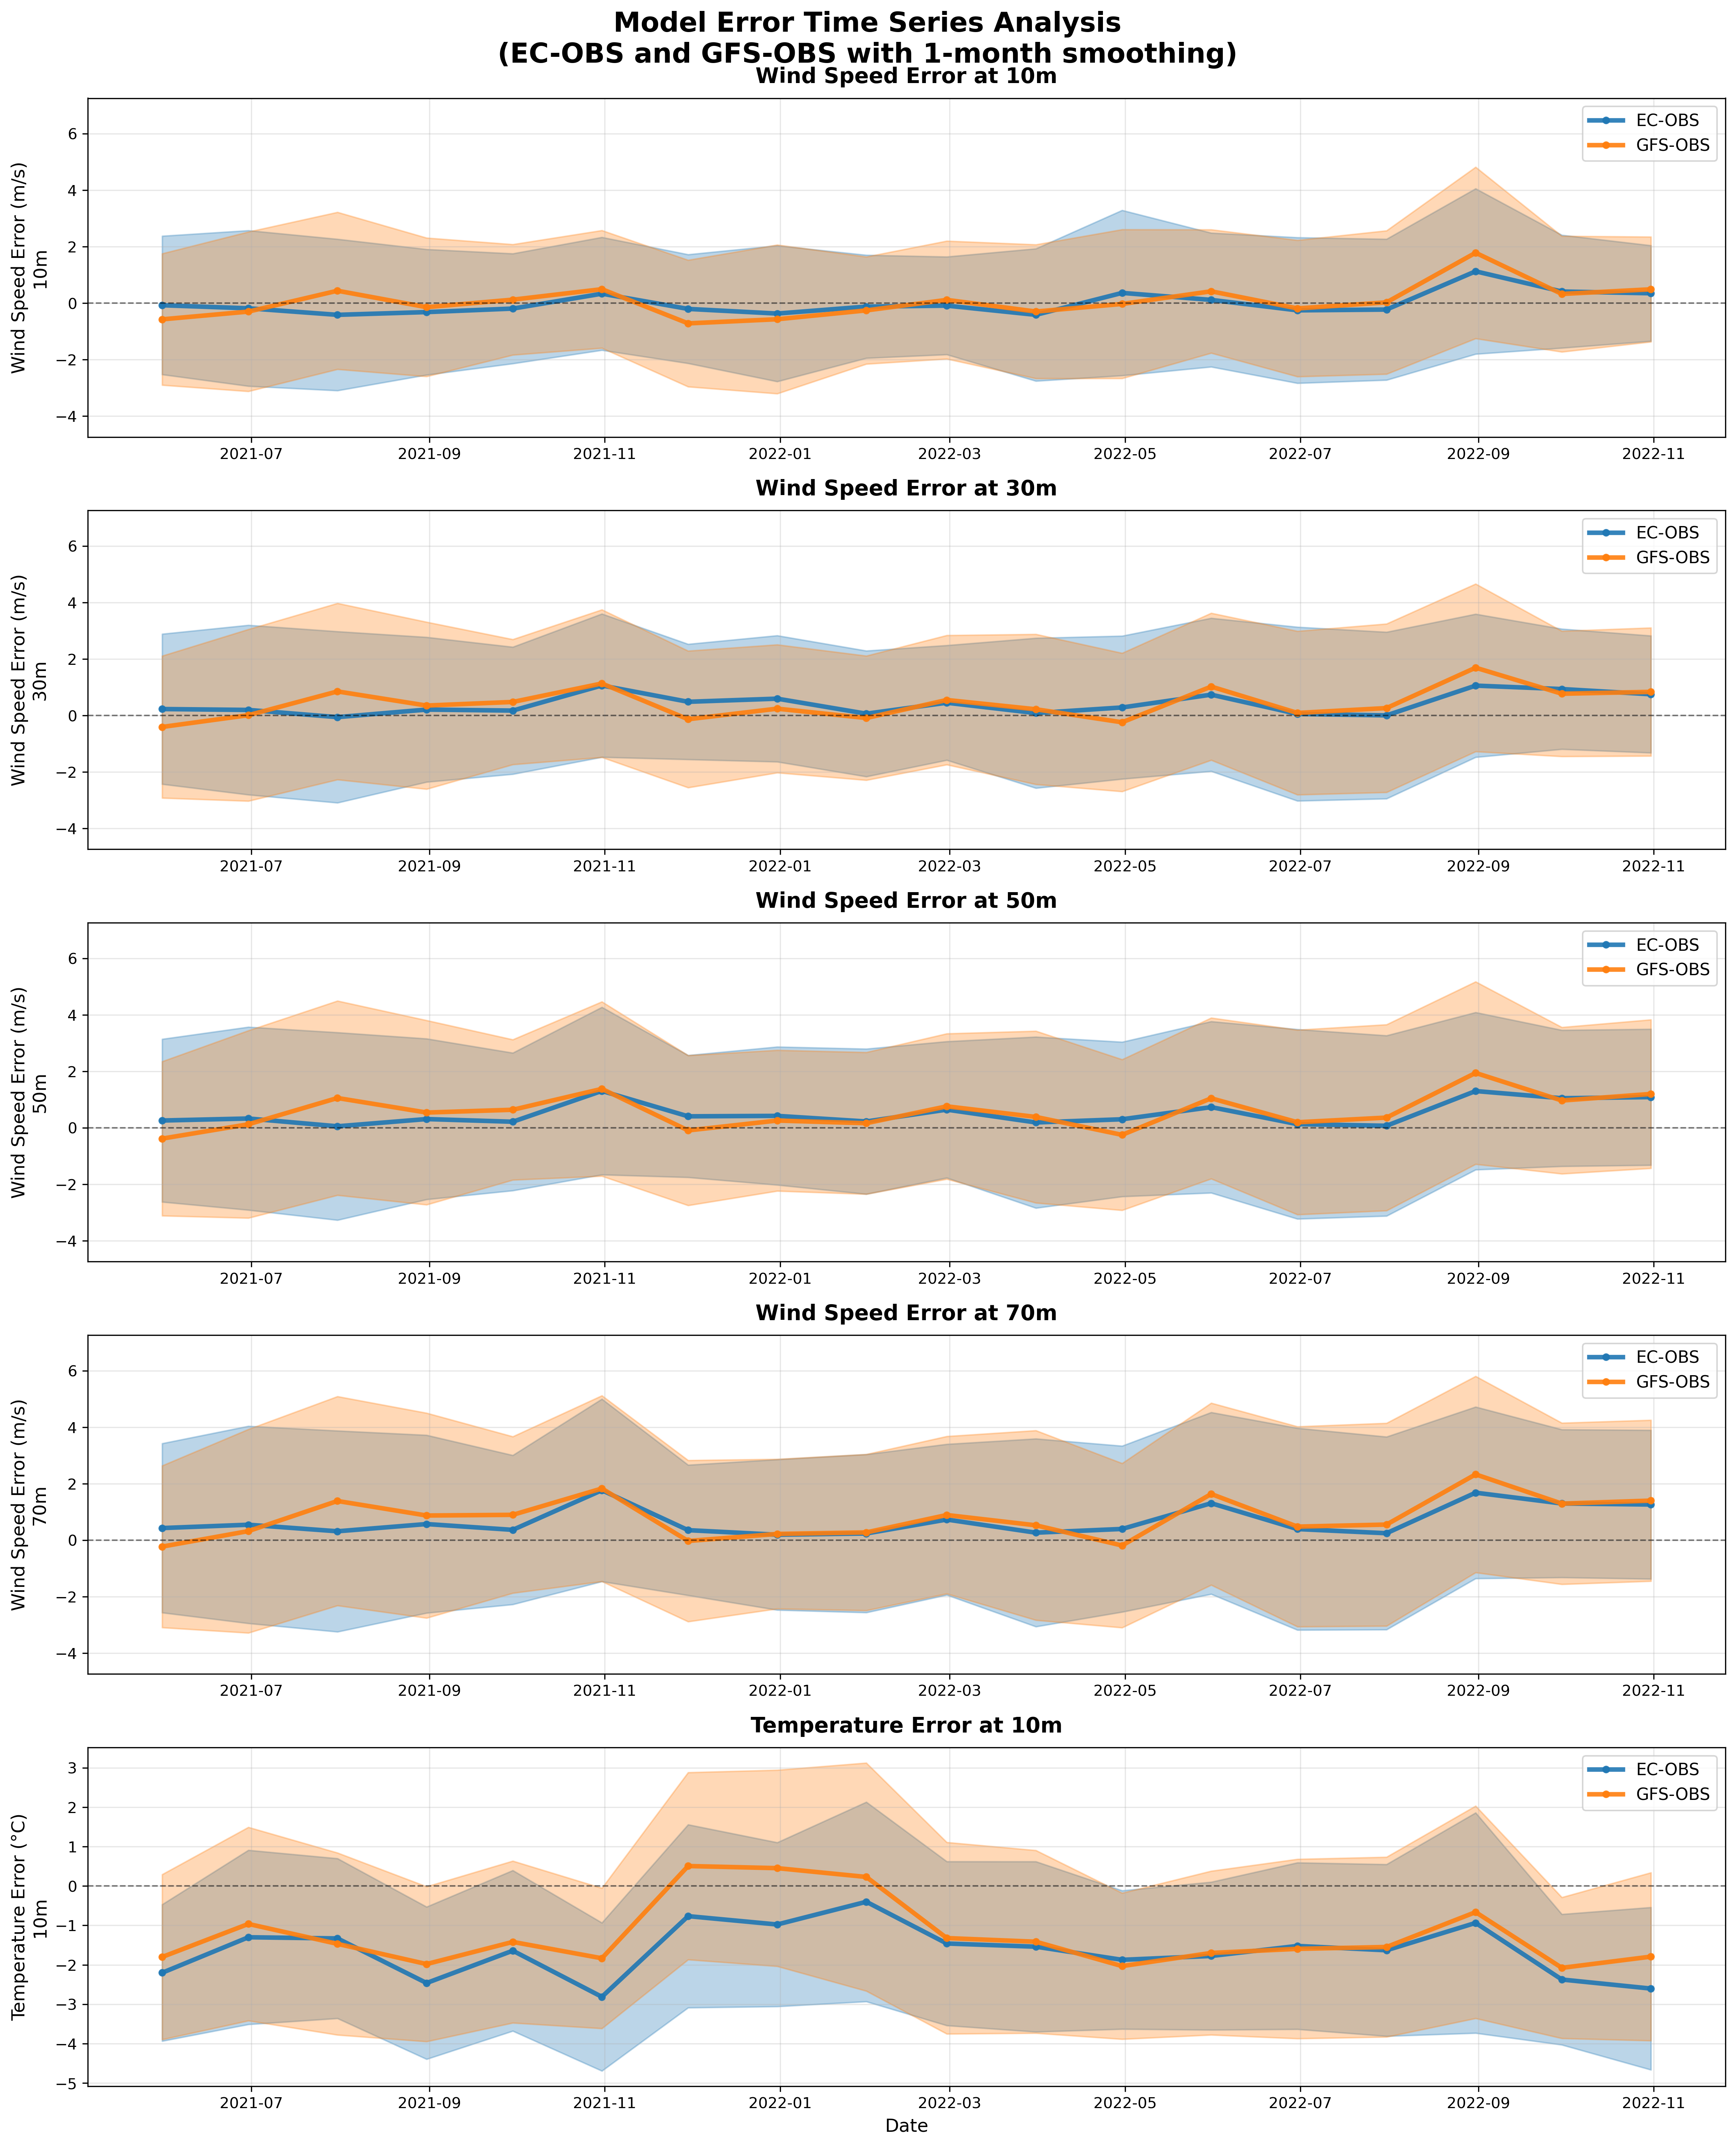 Model Error Time Series Analysis
(EC-OBS and GFS-OBS with 1-month smoothing)
Wind Speed Error at 10m
Wind Speed Error (m/s)
10m
6
4
2
0
−2
−4
EC-OBS
GFS-OBS
2021-07 2021-09 2021-11 2022-01 2022-03 2022-05 2022-07 2022-09 2022-11
Wind Speed Error at 30m
Wind Speed Error (m/s)
30m
6
4
2
0
−2
−4
EC-OBS
GFS-OBS
2021-07 2021-09 2021-11 2022-01 2022-03 2022-05 2022-07 2022-09 2022-11
Wind Speed Error at 50m
Wind Speed Error (m/s)
50m
6
4
2
0
−2
−4
EC-OBS
GFS-OBS
2021-07 2021-09 2021-11 2022-01 2022-03 2022-05 2022-07 2022-09 2022-11
Wind Speed Error at 70m
Wind Speed Error (m/s)
70m
6
4
2
0
−2
−4
EC-OBS
GFS-OBS
2021-07 2021-09 2021-11 2022-01 2022-03 2022-05 2022-07 2022-09 2022-11
Temperature Error at 10m
Temperature Error (°C)
10m
3
2
1
0
−1
−2
−3
−4
−5
EC-OBS
GFS-OBS
2021-07 2021-09 2021-11 2022-01 2022-03 2022-05 2022-07 2022-09 2022-11
Date